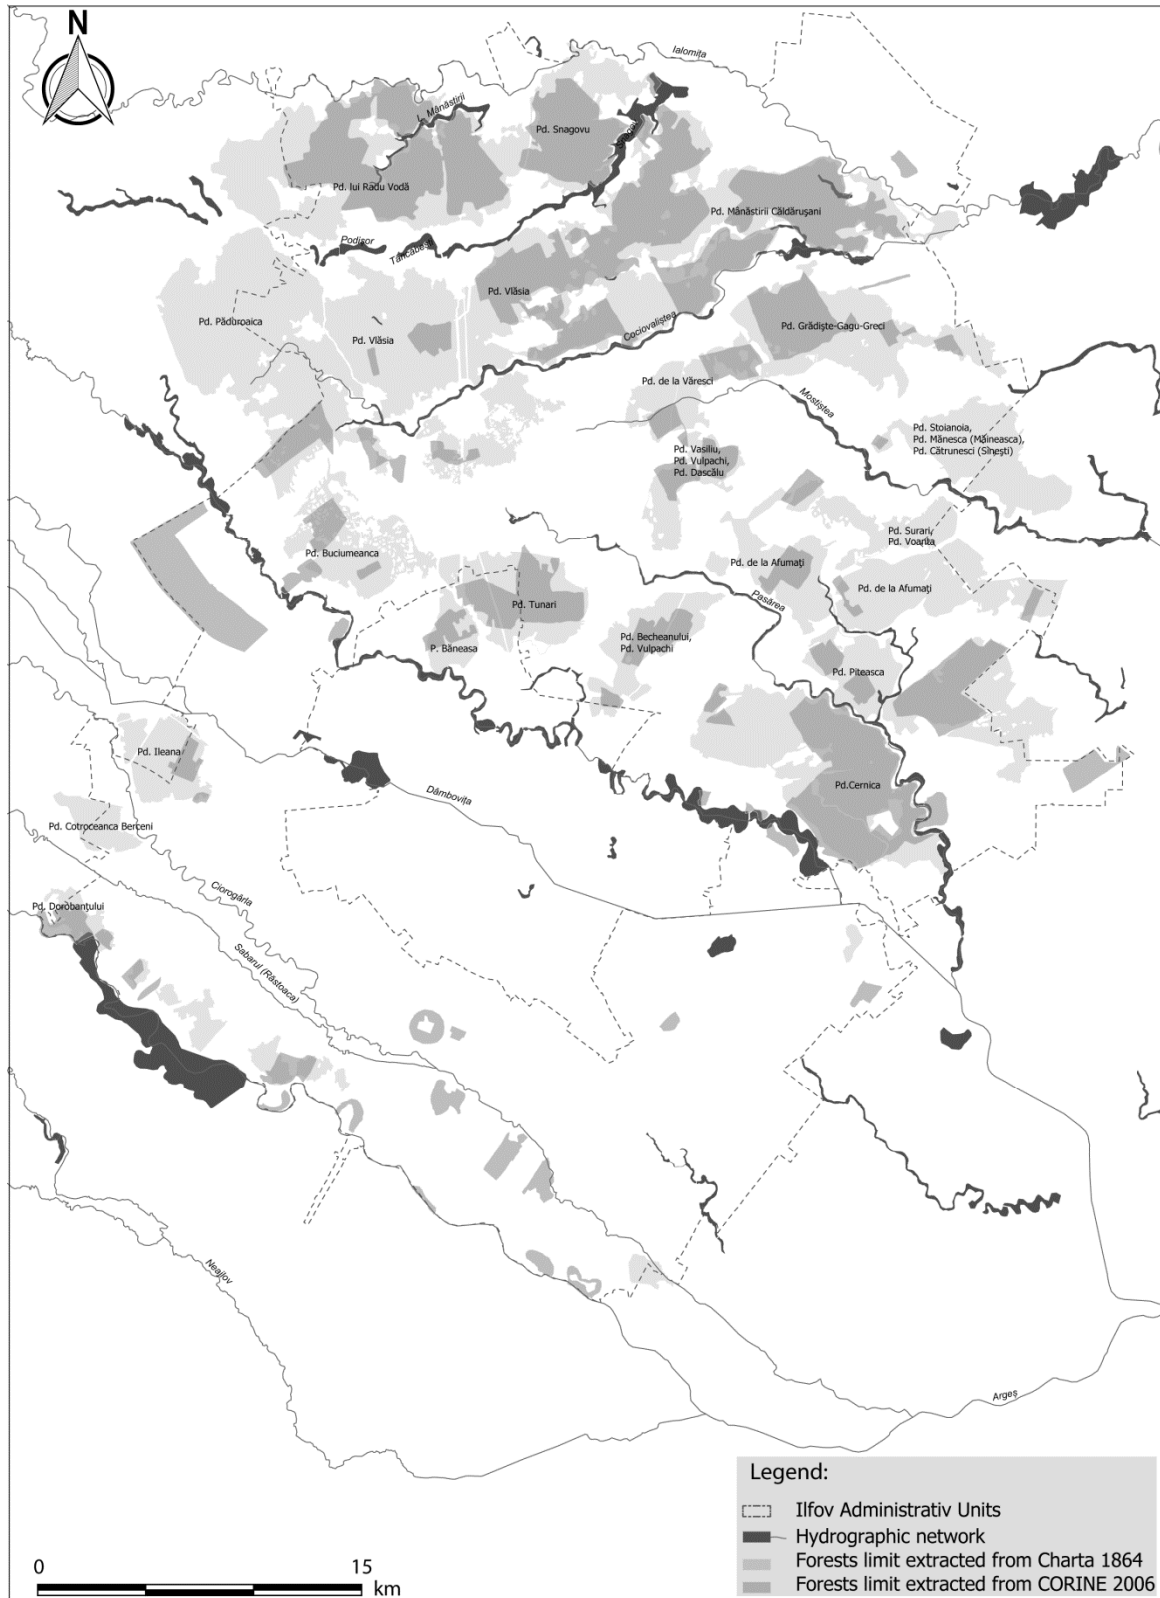 N
Ialomița
L. Mânăstirii
Pd. Snagovu
Snagov
Pd. lui Radu Vodă
Pd. Mânăstirii Căldărușani
Podișor
Tâncăbești
Pd. Vlăsia
Pd. Păduroaica
Pd. Vlăsia
Cociovaliștea
Pd. Grădiște-Gagu-Greci
Pd. de la Văresci
Mostiștea
Pd. Stoianoia,
Pd. Mănesca (Măineasca),
Pd. Cătrunesci (Sinești)
Pd. Vasiliu,
Pd. Vulpachi,
Pd. Dascălu
Pd. Surari,
Pd. Voarila
Pd. Buciumeanca
Pd. de la Afumați
Pd. de la Afumați
Pasărea
Pd. Tunari
P. Băneasa
Pd. Becheanului,
Pd. Vulpachi
Pd. Piteasca
Pd. Ileana
Pd.Cernica
Dâmbovița
Pd. Cotroceanca Berceni
Ciorogârla
Pd. Dorobanțului
Sabarul (Răstoaca)
Neajlov
Argeș
Legend:
Ilfov Administrativ Units
Hydrographic network
Forests limit extracted from Charta 1864
Forests limit extracted from CORINE 2006
0 15
km